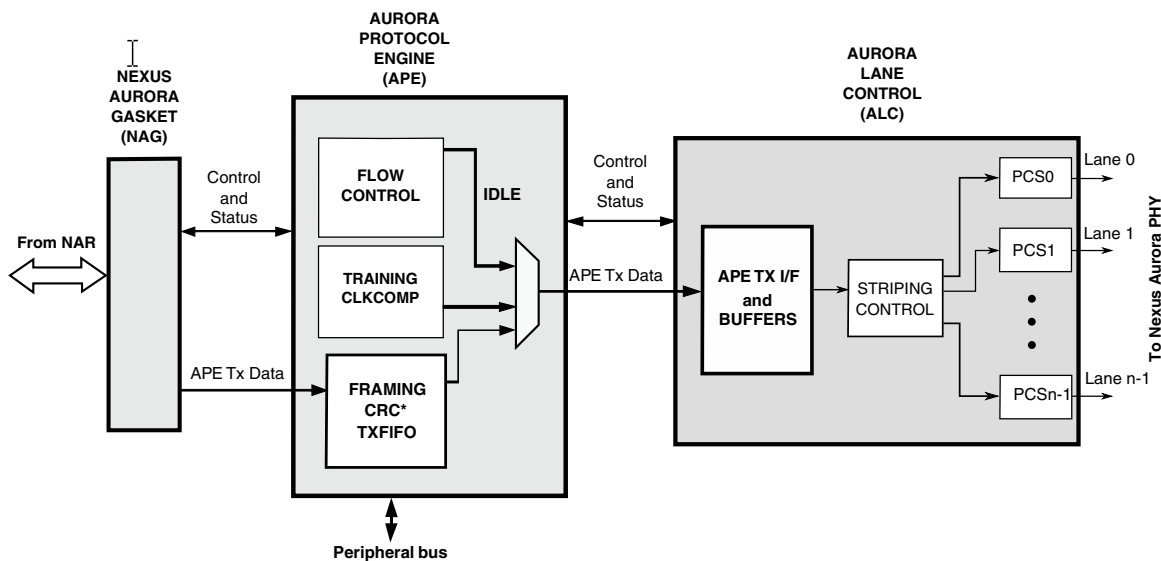 NEXUS
AURORA
GASKET
(NAG)
AURORA
PROTOCOL
ENGINE
(APE)
AURORA
LANE
CONTROL
(ALC)
From NAR
Control
and
Status
APE Tx Data
FLOW
CONTROL
IDLE
TRAINING
CLKCOMP
FRAMING
CRC*
TXFIFO
Peripheral bus
Control
and
Status
APE Tx Data
APE TX I/F
and
BUFFERS
STRIPING
CONTROL
PCS0
Lane 0
PCS1
Lane 1
PCSn-1
Lane n-1
To Nexus Aurora PHY